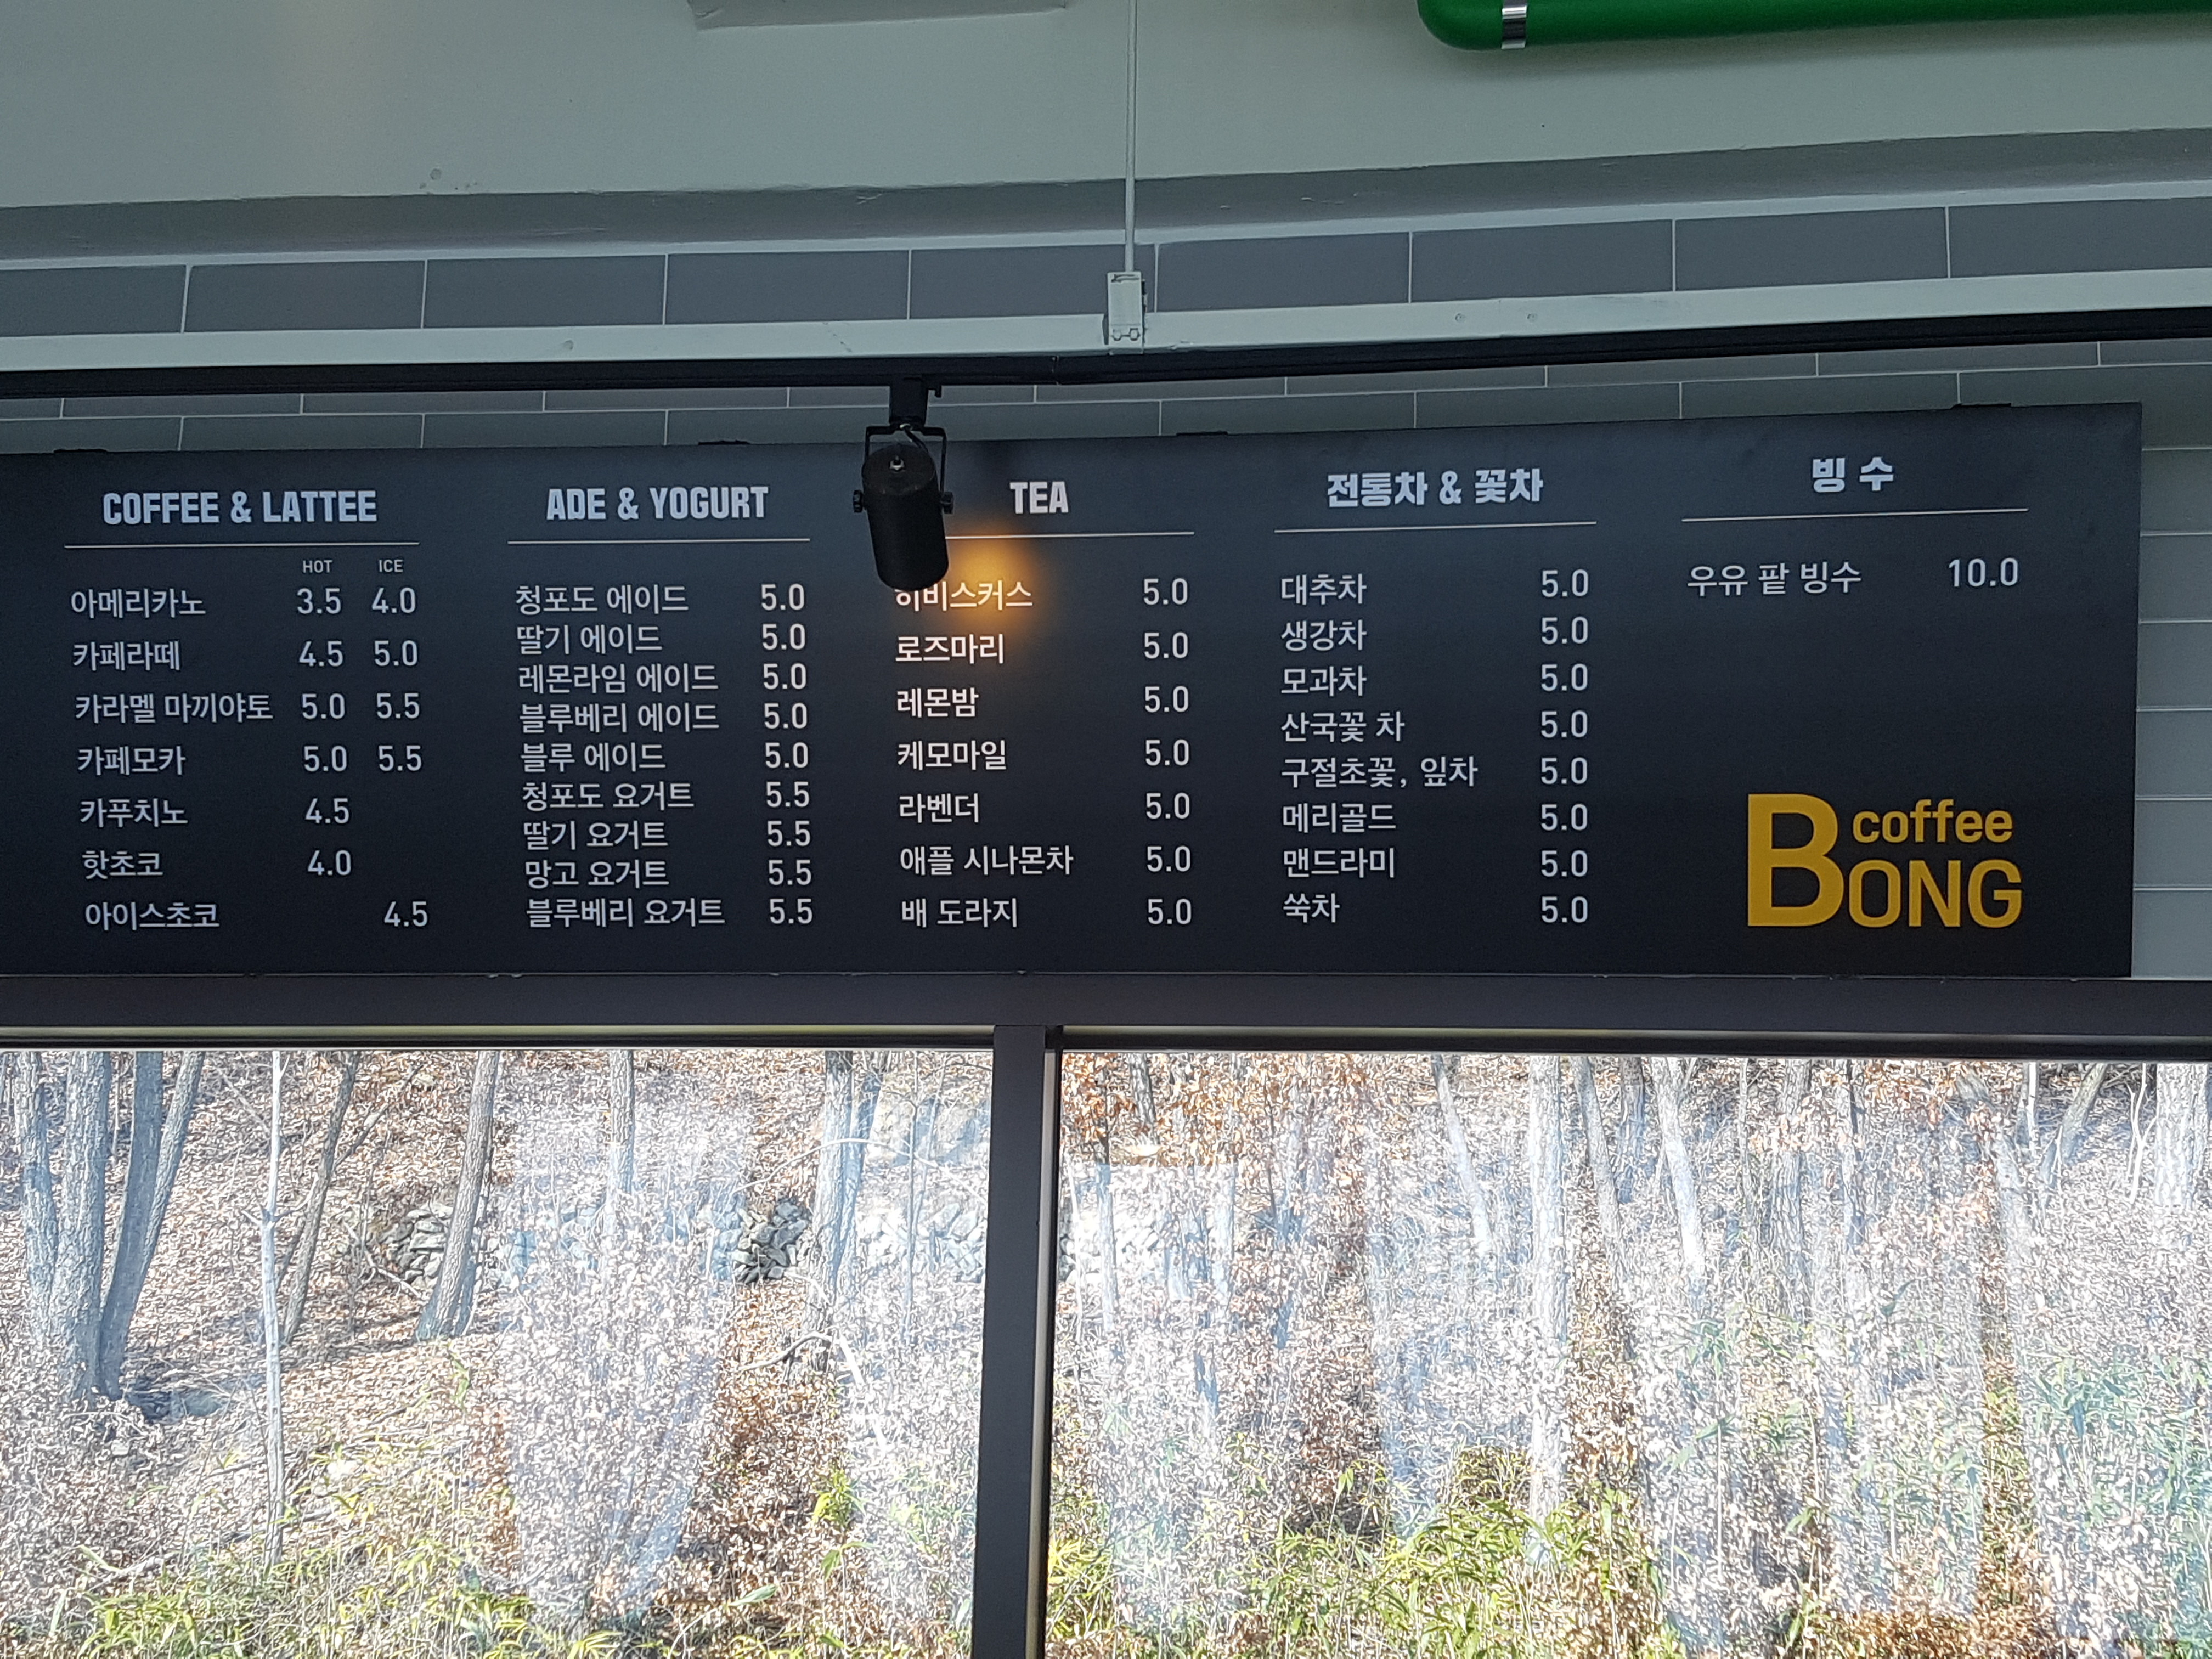 COFFEE & LATTEE
HOT ICE
아메리카노 3.5 4.0
카페라떼 4.5 5.0
카라멜 마끼야토 5.0 5.5
카페모카 5.0 5.5
카푸치노 4.5
핫초코 4.0
아이스초코 4.5
ADE & YOGURT
청포도 에이드 5.0
딸기 에이드 5.0
레몬라임 에이드 5.0
블루베리 에이드 5.0
블루 에이드 5.0
청포도 요거트 5.5
딸기 요거트 5.5
망고 요거트 5.5
블루베리 요거트 5.5
TEA
히비스커스 5.0
로즈마리 5.0
레몬밤 5.0
케모마일 5.0
라벤더 5.0
애플 시나몬차 5.0
배 도라지 5.0
전통차 & 꽃차
대추차 5.0
생강차 5.0
모과차 5.0
산국꽃 차 5.0
구절초꽃, 잎차 5.0
메리골드 5.0
맨드라미 5.0
쑥차 5.0
빙 수
우유 팥 빙수 10.0
coffee
BONG